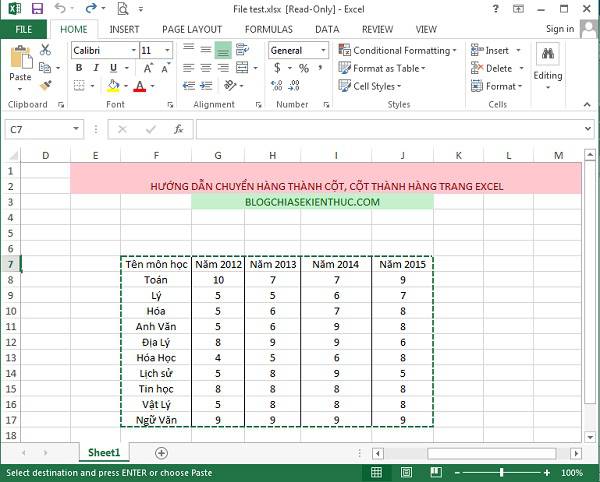 File test.xlsx [Read-Only] - Excel
FILE HOME INSERT PAGE LAYOUT FORMULAS DATA REVIEW Sign in
Paste Calibri 11 General Conditional Formatting Insert Editing
B I U A $ % , Format as Table Delete
Cell Styles Format
Clipboard Font Alignment Number Styles Cells
C7 fx
D E F G H I J K L M
1
2 HƯỚNG DẪN CHUYỂN HÀNG THÀNH CỘT, CỘT THÀNH HÀNG TRANG EXCEL
3 BLOGCHIASEKIENTHUC.COM
4
5
6
7 Tên môn học Năm 2012 Năm 2013 Năm 2014 Năm 2015
8 Toán 10 7 7 9
9 Lý 5 5 6 7
10 Hóa 5 6 7 8
11 Anh Văn 5 6 9 8
12 Địa Lý 8 9 9 6
13 Hóa Học 4 5 6 8
14 Lịch sử 5 8 9 5
15 Tin học 8 8 8 8
16 Vật Lý 5 8 8 8
17 Ngữ Văn 9 9 9 9
18
Sheet1
Select destination and press ENTER or choose Paste 100%